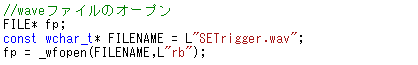 //waveファイルのオープン
FILE* fp;
const wchar_t* FILENAME = L"SETrigger.wav";
fp = _wfopen(FILENAME,L"rb");